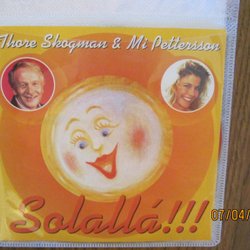 Thore Skogman & Mi Pettersson
Solallá!!!
07/04/